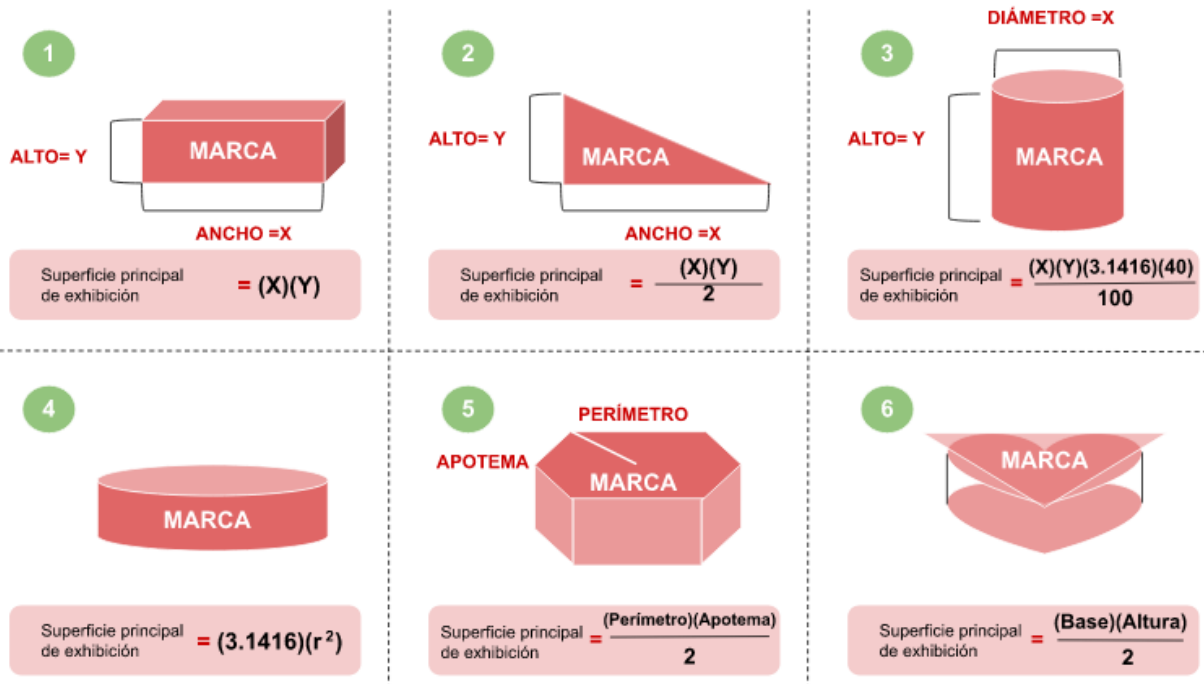 1
ALTO= Y
MARCA
ANCHO =X
Superficie principal
de exhibición
= (X)(Y)
2
ALTO= Y
MARCA
ANCHO =X
Superficie principal
de exhibición
= (X)(Y)
2
3
DIÁMETRO =X
ALTO= Y
MARCA
Superficie principal
de exhibición
= (X)(Y)(3.1416)(40)
100
4
MARCA
Superficie principal
de exhibición
= (3.1416)(r²)
5
PERÍMETRO
APOTEMA
MARCA
Superficie principal
de exhibición
= (Perímetro)(Apotema)
2
6
MARCA
Superficie principal
de exhibición
= (Base)(Altura)
2